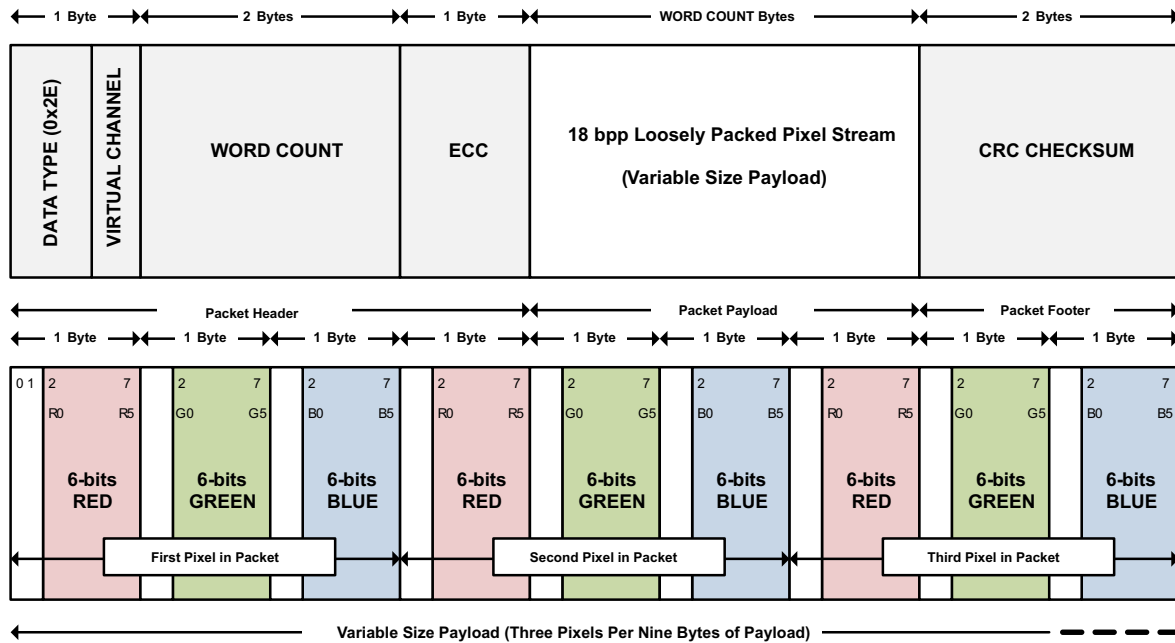 1 Byte 2 Bytes 1 Byte WORD COUNT Bytes 2 Bytes
DATA TYPE (0x2E)
VIRTUAL CHANNEL
WORD COUNT
ECC
18 bpp Loosely Packed Pixel Stream
(Variable Size Payload)
CRC CHECKSUM
Packet Header Packet Payload Packet Footer
1 Byte 1 Byte 1 Byte 1 Byte 1 Byte 1 Byte 1 Byte 1 Byte 1 Byte
0 1 2 7 2 7 2 7 2 7 2 7 2 7 2 7 2 7 2 7
R0 R5 G0 G5 B0 B5 R0 R5 G0 G5 B0 B5 R0 R5 G0 G5 B0 B5
6-bits 6-bits 6-bits 6-bits 6-bits 6-bits 6-bits 6-bits 6-bits
RED GREEN BLUE RED GREEN BLUE RED GREEN BLUE
First Pixel in Packet Second Pixel in Packet Third Pixel in Packet
Variable Size Payload (Three Pixels Per Nine Bytes of Payload)